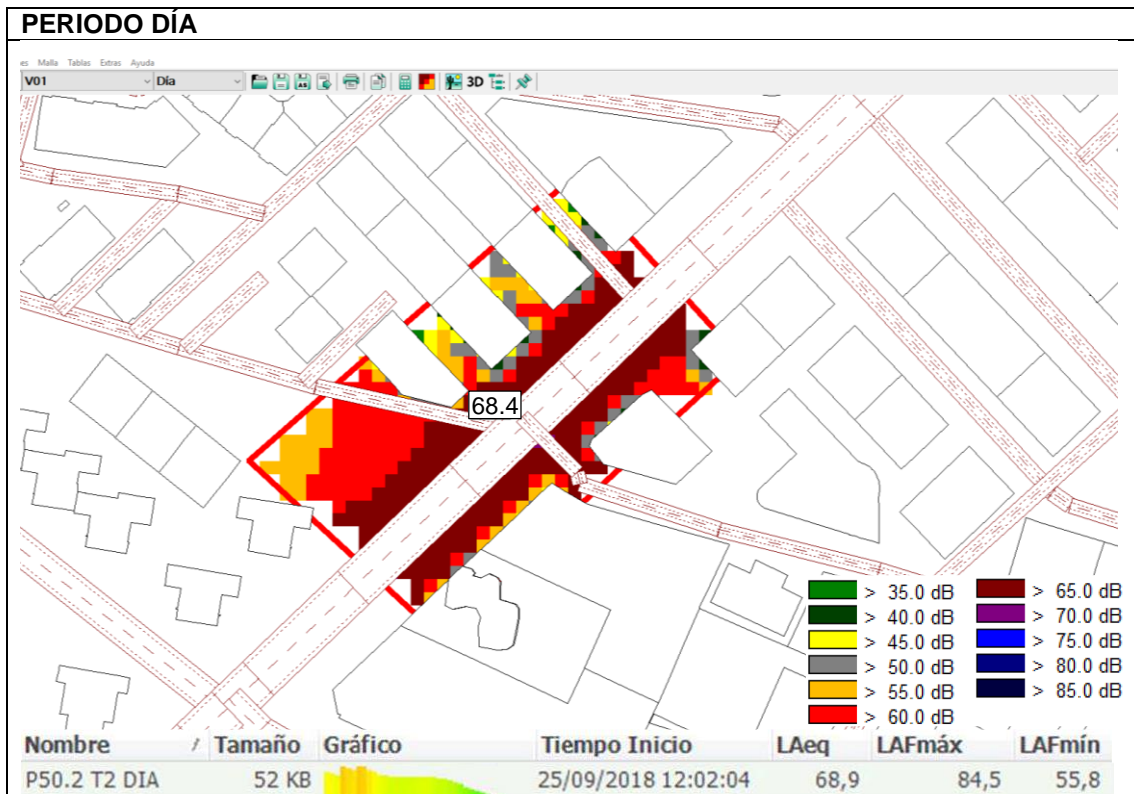 PERIODO DÍA
es Malla Tablas Extras Ayuda
V01 Día AS 3D
68.4
> 35.0 dB
> 40.0 dB
> 45.0 dB
> 50.0 dB
> 55.0 dB
> 60.0 dB
> 65.0 dB
> 70.0 dB
> 75.0 dB
> 80.0 dB
> 85.0 dB
Nombre / Tamaño Gráfico Tiempo Inicio LAeq LAFmáx LAFmín
P50.2 T2 DIA 52 KB 25/09/2018 12:02:04 68,9 84,5 55,8